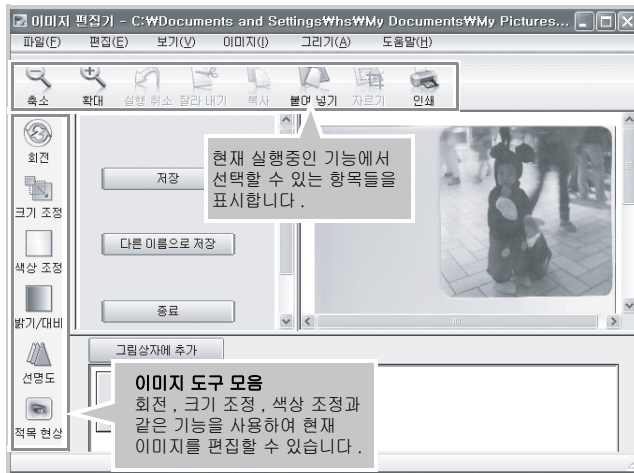 이미지 편집기 - C:₩Documents and Settings₩hs₩My Documents₩My Pictures...
파일(F) 편집(E) 보기(V) 이미지(I) 그리기(A) 도움말(H)
축소 확대 실행 취소 잘라 내기 복사 붙여 넣기 자르기 인쇄
회전
크기 조정
색상 조정
밝기/대비
선명도
적목 현상
저장
다른 이름으로 저장
종료
현재 실행중인 기능에서
선택할 수 있는 항목들을
표시합니다 .
그림상자에 추가
이미지 도구 모음
회전 , 크기 조정 , 색상 조정과
같은 기능을 사용하여 현재
이미지를 편집할 수 있습니다 .